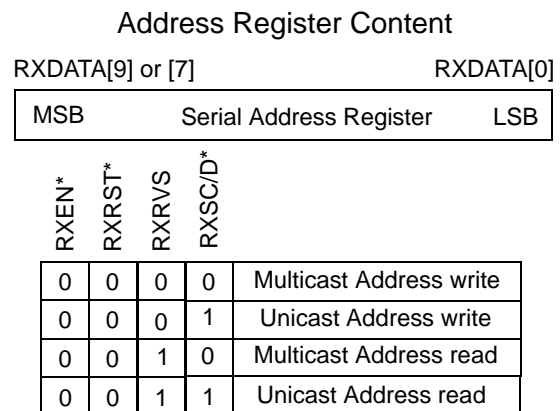 Address Register Content
RXDATA[9] or [7] RXDATA[0]
MSB Serial Address Register LSB
RXEN* RXRST* RXRVS RXSC/D*
0 0 0 0 Multicast Address write
0 0 0 1 Unicast Address write
0 0 1 0 Multicast Address read
0 0 1 1 Unicast Address read